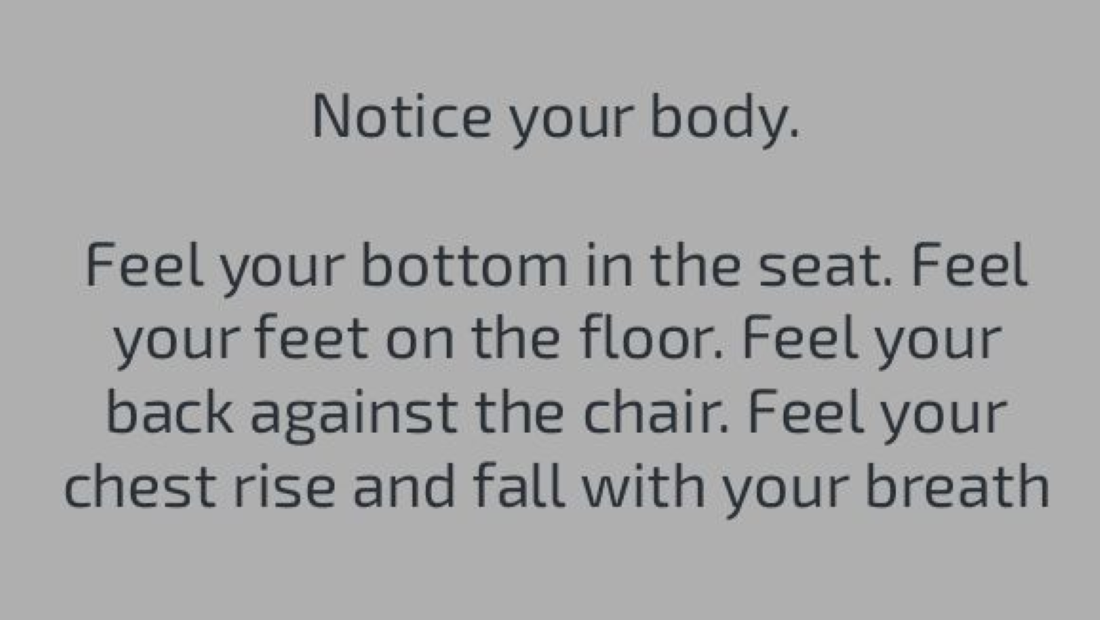 Notice your body.
Feel your bottom in the seat. Feel
your feet on the floor. Feel your
back against the chair. Feel your
chest rise and fall with your breath